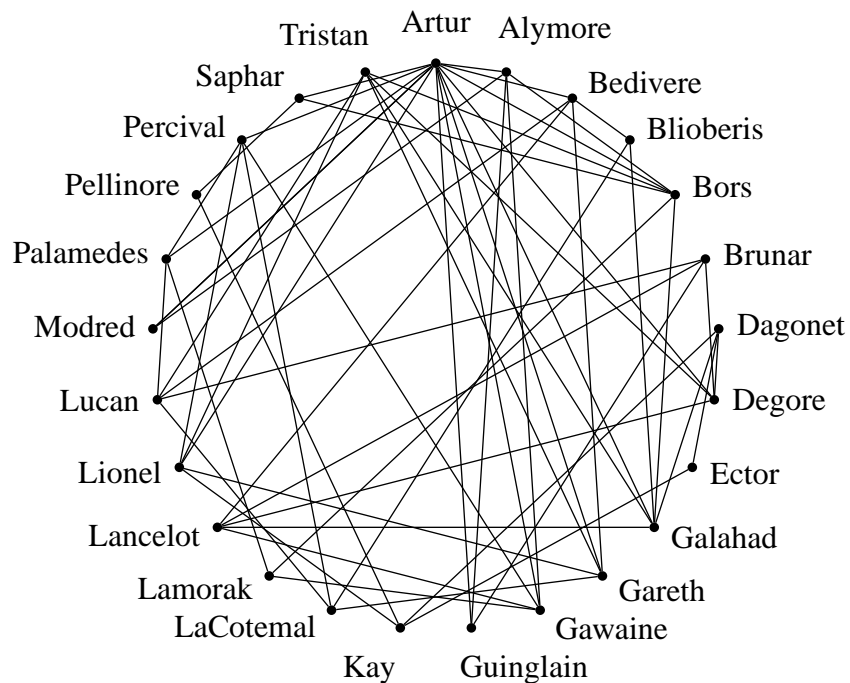 Artur
Tristan
Alymore
Saphar
Bedivere
Percival
Blioberis
Pellinore
Bors
Palamedes
Brunar
Modred
Dagonet
Lucan
Degore
Lionel
Ector
Lancelot
Galahad
Lamorak
Gareth
LaCotemal
Gawaine
Kay
Guinglain